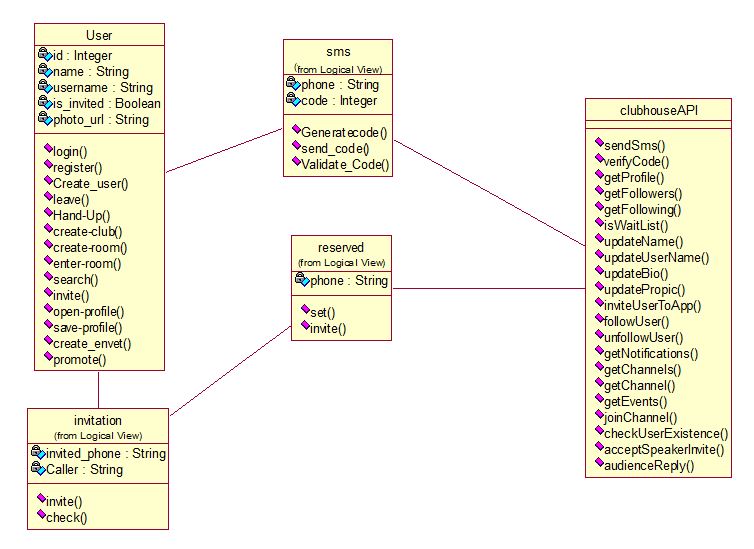 User
id : Integer
name : String
username : String
is_invited : Boolean
photo_url : String
login()
register()
Create_user()
leave()
Hand-Up()
create-club()
create-room()
enter-room()
search()
invite()
open-profile()
save-profile()
create_envet()
promote()
sms
(from Logical View)
phone : String
code : Integer
Generatecode()
send_code()
Validate_Code()
clubhouseAPI
sendSms()
verifyCode()
getProfile()
getFollowers()
getFollowing()
isWaitList()
updateName()
updateUserName()
updateBio()
updatePropic()
inviteUserToApp()
followUser()
unfollowUser()
getNotifications()
getChannels()
getChannel()
getEvents()
joinChannel()
checkUserExistence()
acceptSpeakerInvite()
audienceReply()
reserved
(from Logical View)
phone : String
set()
invite()
invitation
(from Logical View)
invited_phone : String
Caller : String
invite()
check()